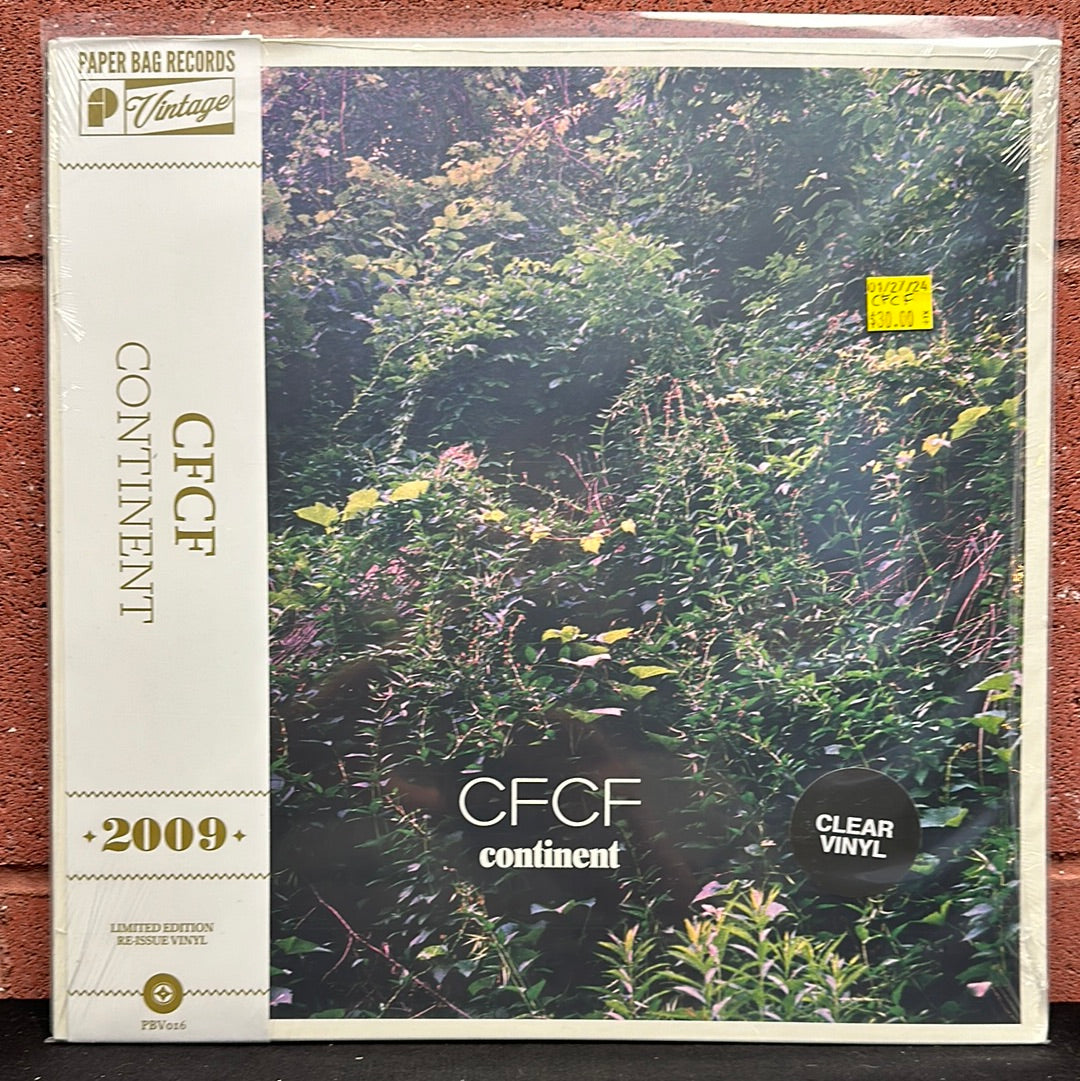 PAPER BAG RECORDS
Vintage
CFCF
CONTINENT
2009
LIMITED EDITION
RE-ISSUE VINYL
PBV016
01/27/24
CFCF
$30.00
CFCF
continent
CLEAR
VINYL